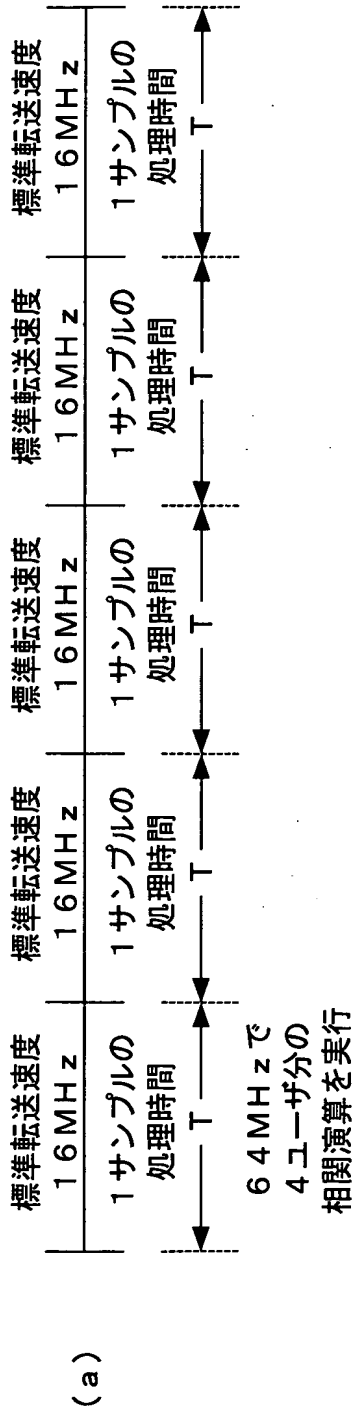 (a)
標準転送速度
16MHz
1サンプルの
処理時間
T
標準転送速度
16MHz
1サンプルの
処理時間
T
標準転送速度
16MHz
1サンプルの
処理時間
T
標準転送速度
16MHz
1サンプルの
処理時間
T
標準転送速度
16MHz
1サンプルの
処理時間
T
64MHzで
4ユーザ分の
相関演算を実行